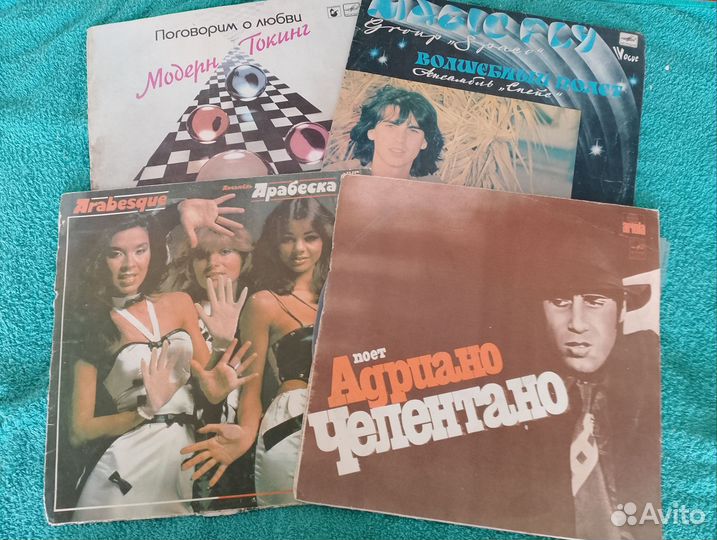 Поговорим о любви
Модерн Токинг
MAGIC FLY
Group „Space“
ВОЛШЕБНЫЙ ПОЛЕТ
Ансамбль „Спейс“
Arabesque
Ансамбль Арабеска
ariola
поет
Адриано
Челентано
Avito